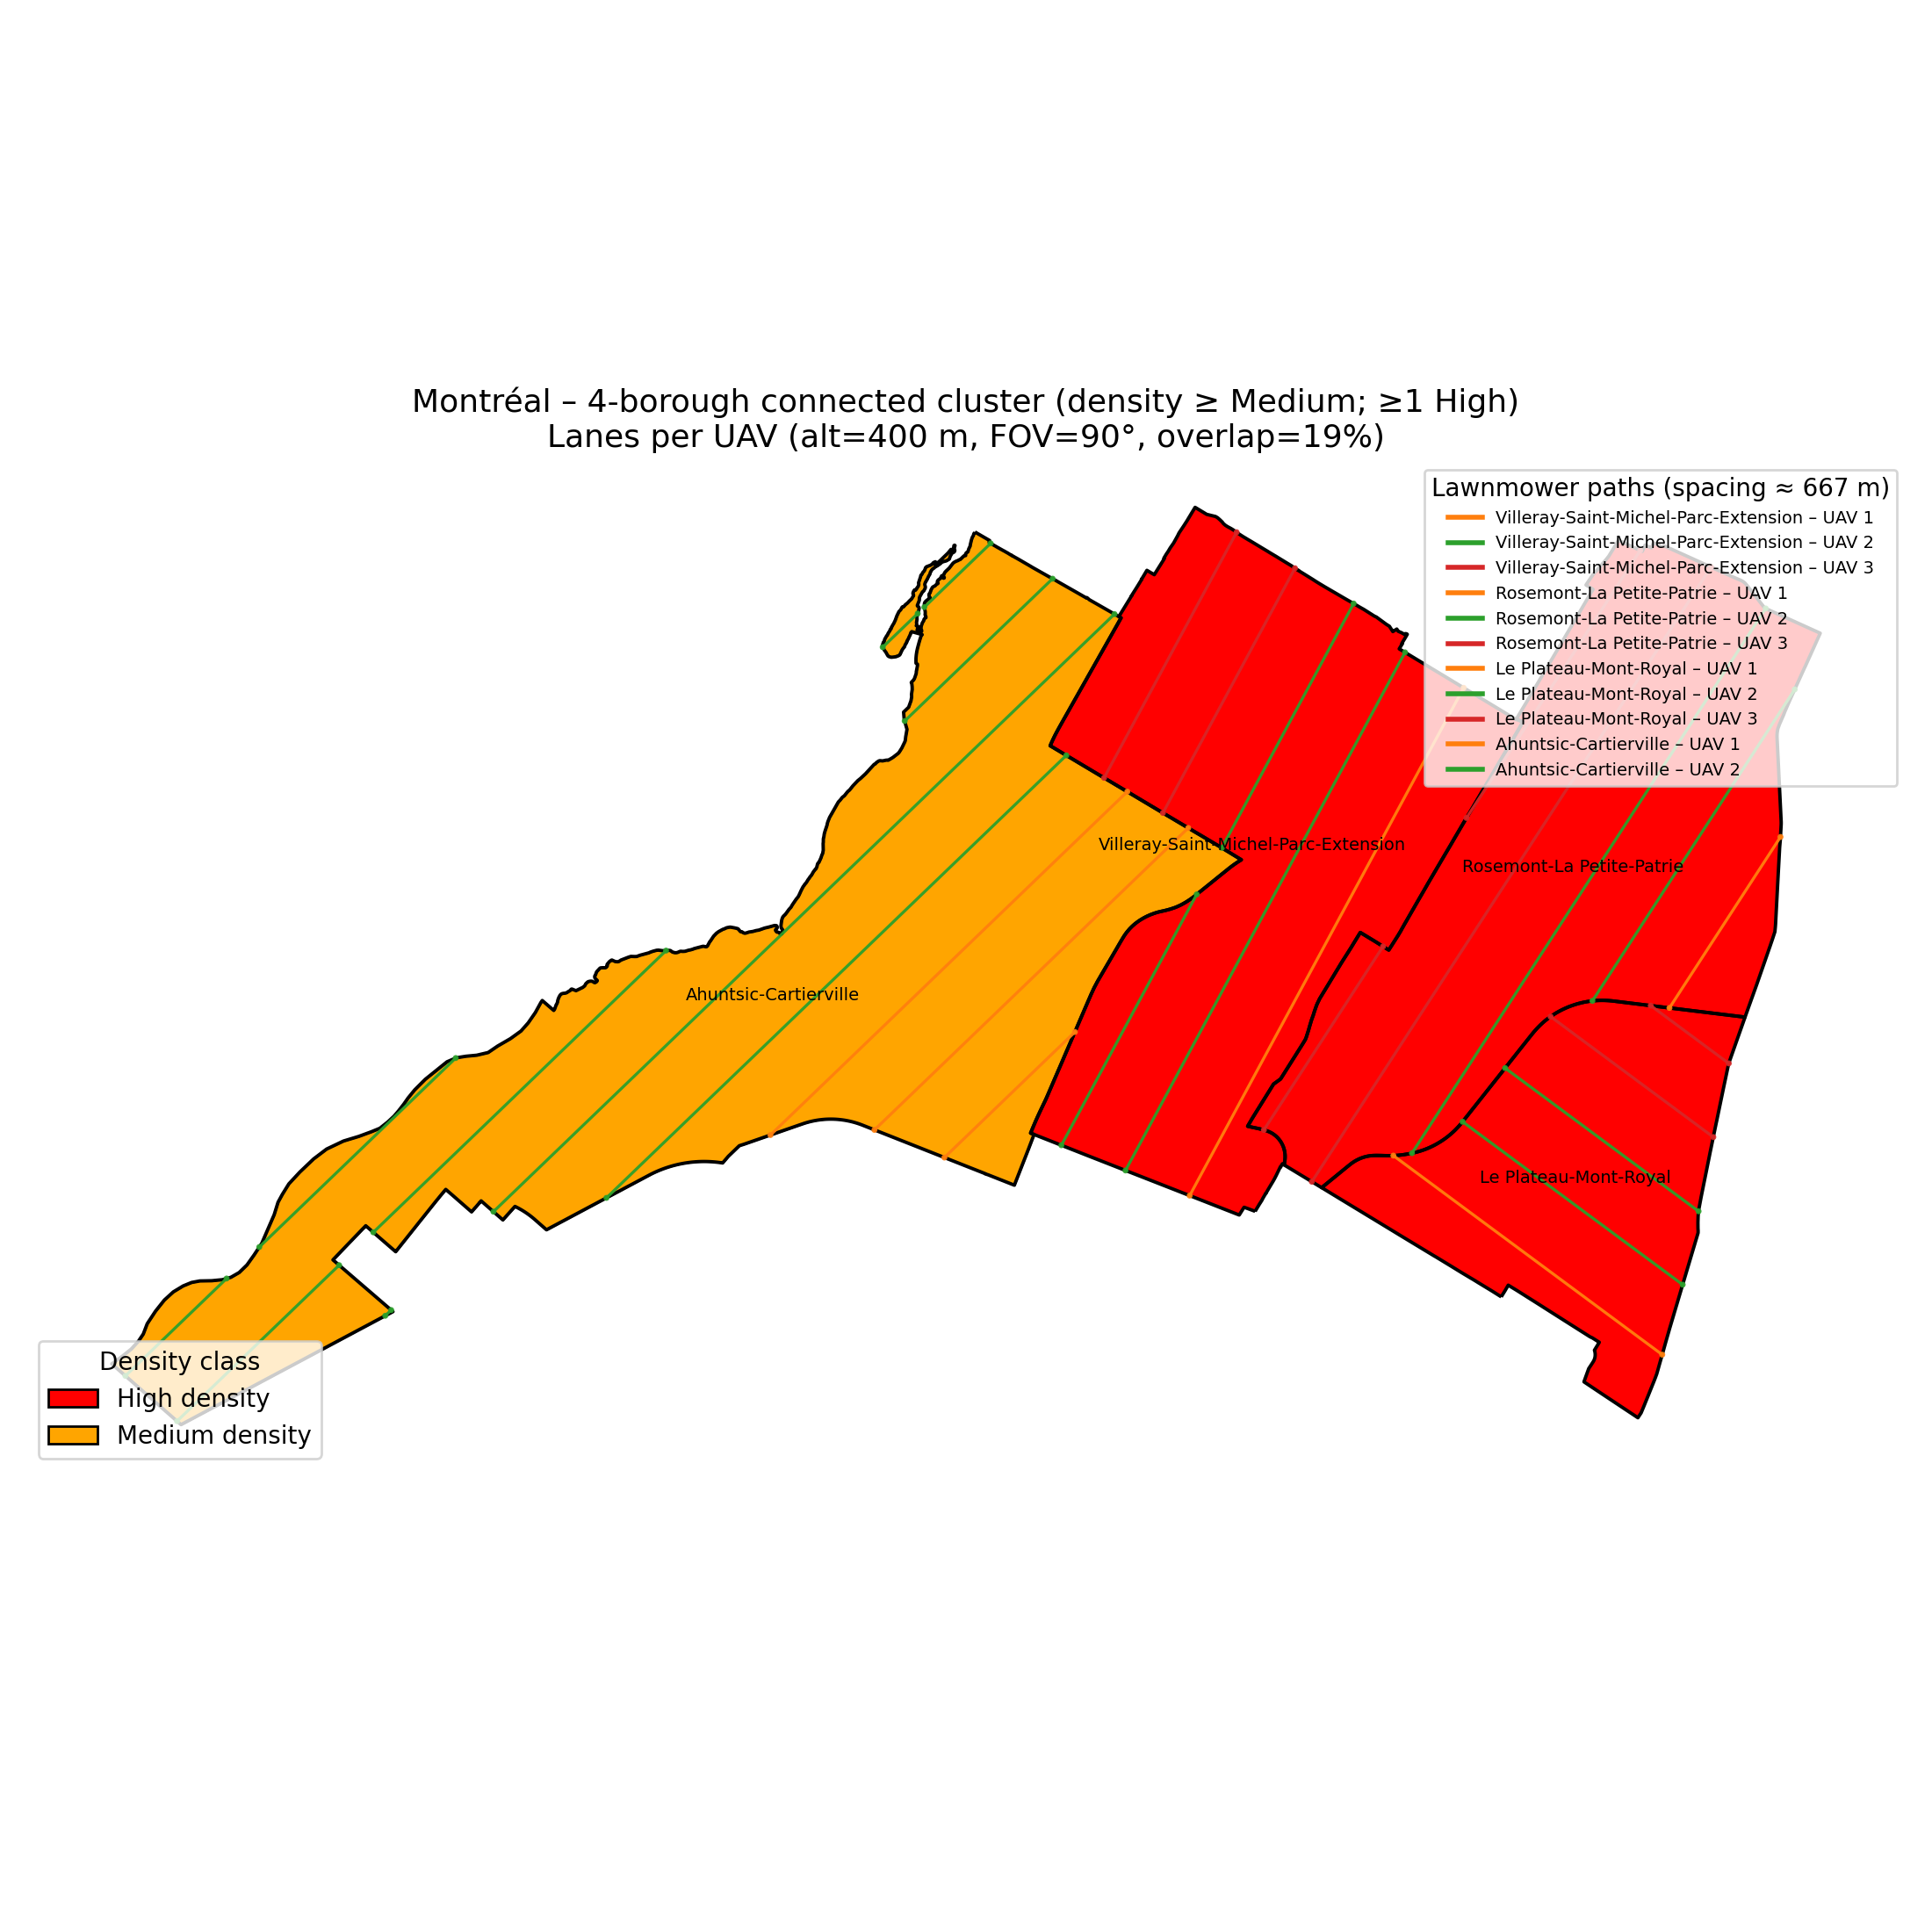 Montréal – 4-borough connected cluster (density ≥ Medium; ≥1 High)
Lanes per UAV (alt=400 m, FOV=90°, overlap=19%)
Lawnmower paths (spacing ≈ 667 m)
Villeray-Saint-Michel-Parc-Extension – UAV 1
Villeray-Saint-Michel-Parc-Extension – UAV 2
Villeray-Saint-Michel-Parc-Extension – UAV 3
Rosemont-La Petite-Patrie – UAV 1
Rosemont-La Petite-Patrie – UAV 2
Rosemont-La Petite-Patrie – UAV 3
Le Plateau-Mont-Royal – UAV 1
Le Plateau-Mont-Royal – UAV 2
Le Plateau-Mont-Royal – UAV 3
Ahuntsic-Cartierville – UAV 1
Ahuntsic-Cartierville – UAV 2
Villeray-Saint-Michel-Parc-Extension
Rosemont-La Petite-Patrie
Ahuntsic-Cartierville
Le Plateau-Mont-Royal
Density class
High density
Medium density